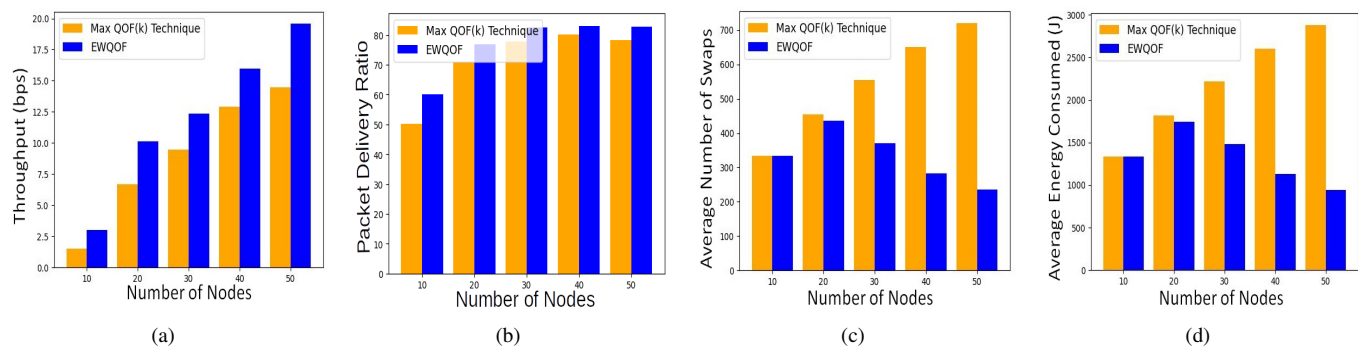 Throughput (bps)
17.5
20.0
15.0
12.5
10.0
7.5
5.0
2.5
0.0
Max QOF(k) Technique
EWQOF
10
20
30
40
50
Number of Nodes
(a)
Packet Delivery Ratio
80
70
60
50
40
30
20
10
0
Max QOF(k) Technique
EWQOF
10
20
30
40
50
Number of Nodes
(b)
Average Number of Swaps
700
600
500
400
300
200
100
0
Max QOF(k) Technique
EWQOF
10
20
30
40
50
Number of Nodes
(c)
Average Energy Consumed (J)
3000
2500
2000
1500
1000
500
0
Max QOF(k) Technique
EWQOF
10
20
30
40
50
Number of Nodes
(d)